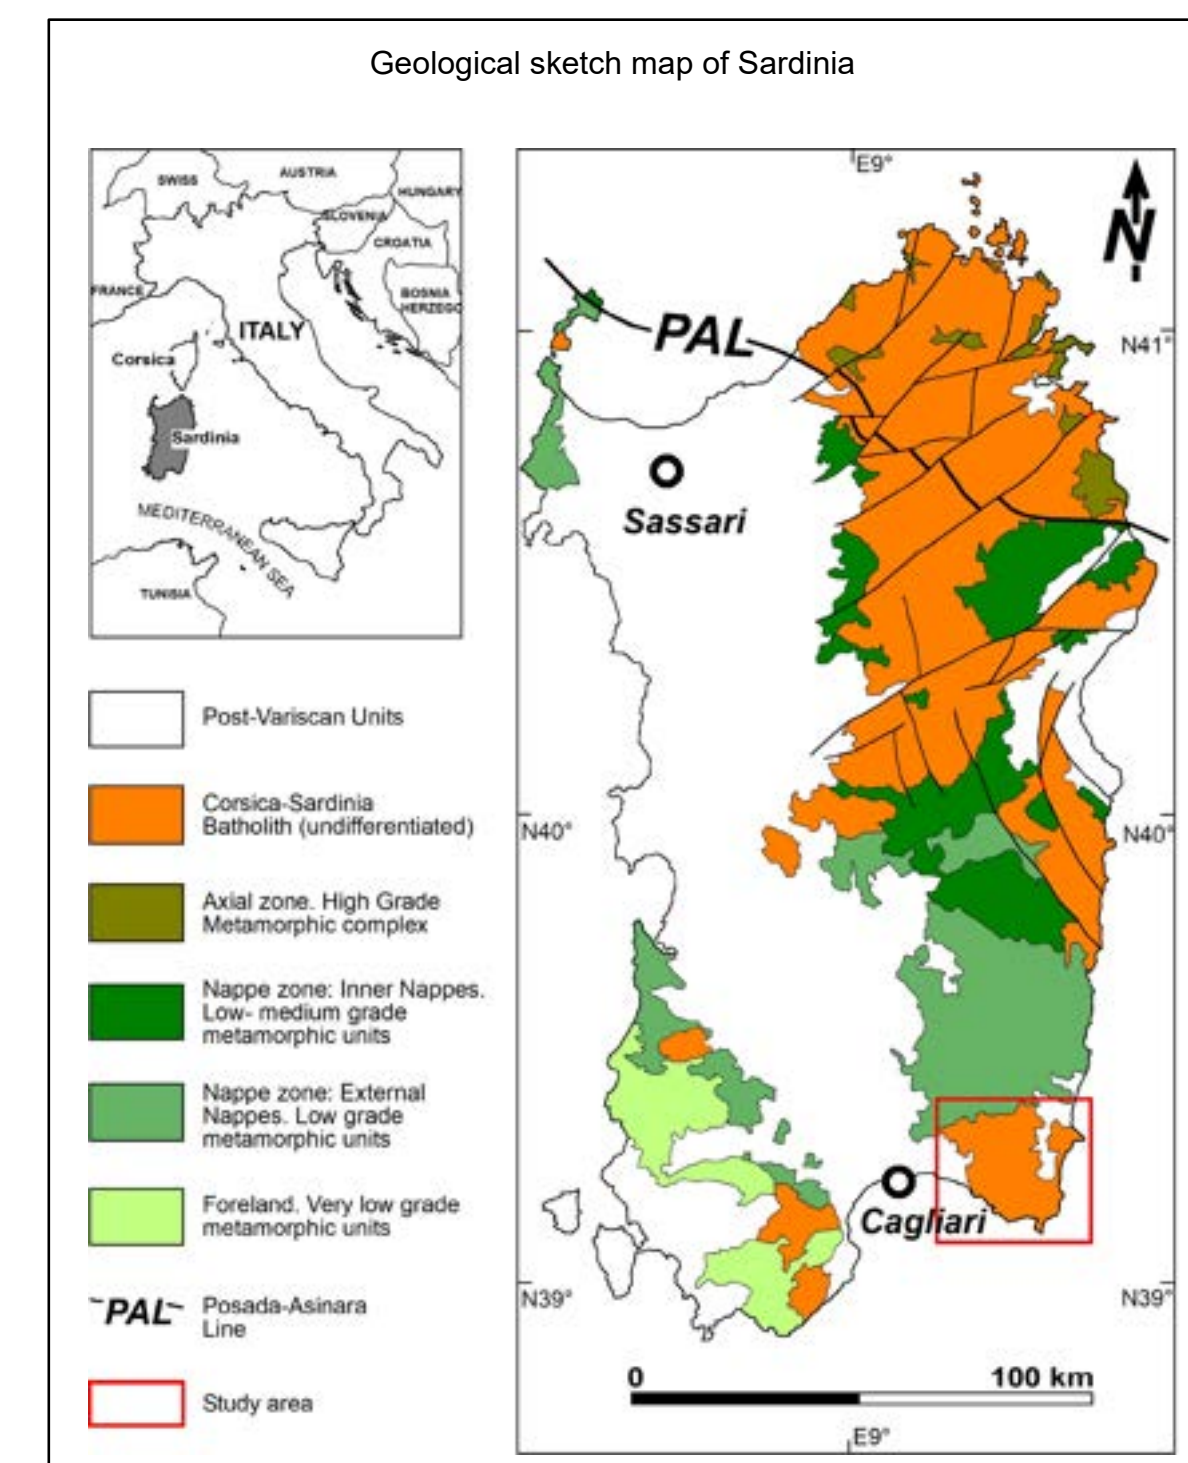 Geological sketch map of Sardinia
SWISS
AUSTRIA
HUNGARY
SLOVENIA
CROATIA
FRANCE
BOSNIA
HERZEGO
ITALY
Corsica
Sardinia
MEDITERRANEAN SEA
TUNISIA
Post-Variscan Units
Corsica-Sardinia
Batholith (undifferentiated)
Axial zone. High Grade
Metamorphic complex
Nappe zone: Inner Nappes.
Low- medium grade
metamorphic units
Nappe zone: External
Nappes. Low grade
metamorphic units
Foreland. Very low grade
metamorphic units
PAL
Posada-Asinara
Line
Study area
E9°
N
PAL
N41°
Sassari
N40°
N40°
Cagliari
N39°
N39°
0
100 km
E9°